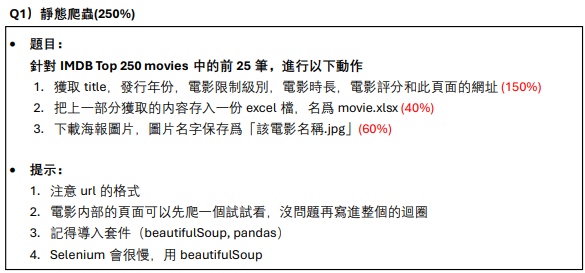 Q1）靜態爬蟲(250%)
• 題目：
針對 IMDB Top 250 movies 中的前 25 筆，進行以下動作
1. 獲取 title，發行年份，電影限制級別，電影時長，電影評分和此頁面的網址 (150%)
2. 把上一部分獲取的內容存入一份 excel 檔，名爲 movie.xlsx (40%)
3. 下載海報圖片，圖片名字保存爲「該電影名稱.jpg」(60%)
• 提示：
1. 注意 url 的格式
2. 電影内部的頁面可以先爬一個試試看，沒問題再寫進整個的迴圈
3. 記得導入套件（beautifulSoup, pandas）
4. Selenium 會很慢，用 beautifulSoup